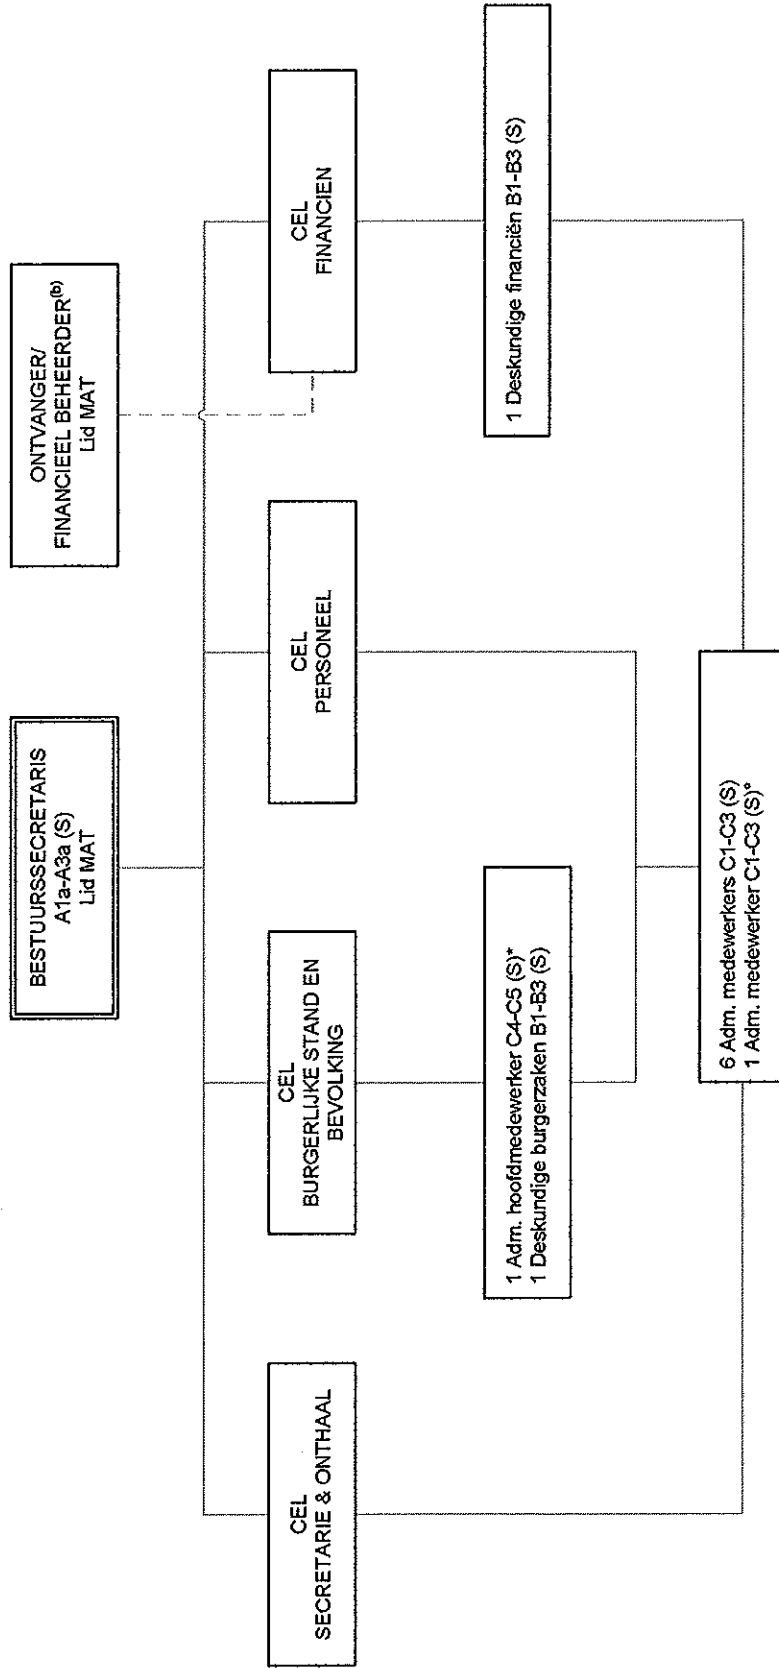 BESTUURSSECRETARIS
A1a-A3a (S)
Lid MAT
ONTVANGER/
FINANCIEEL BEHEERDER(b)
Lid MAT
CEL
SECRETARIE & ONTHAAL
CEL
BURGERLIJKE STAND EN
BEVOLKING
CEL
PERSONEEL
CEL
FINANCIEN
1 Adm. hoofdmedewerker C4-C5 (S)*
1 Deskundige burgerzaken B1-B3 (S)
1 Deskundige financiën B1-B3 (S)
6 Adm. medewerkers C1-C3 (S)
1 Adm. medewerker C1-C3 (S)°